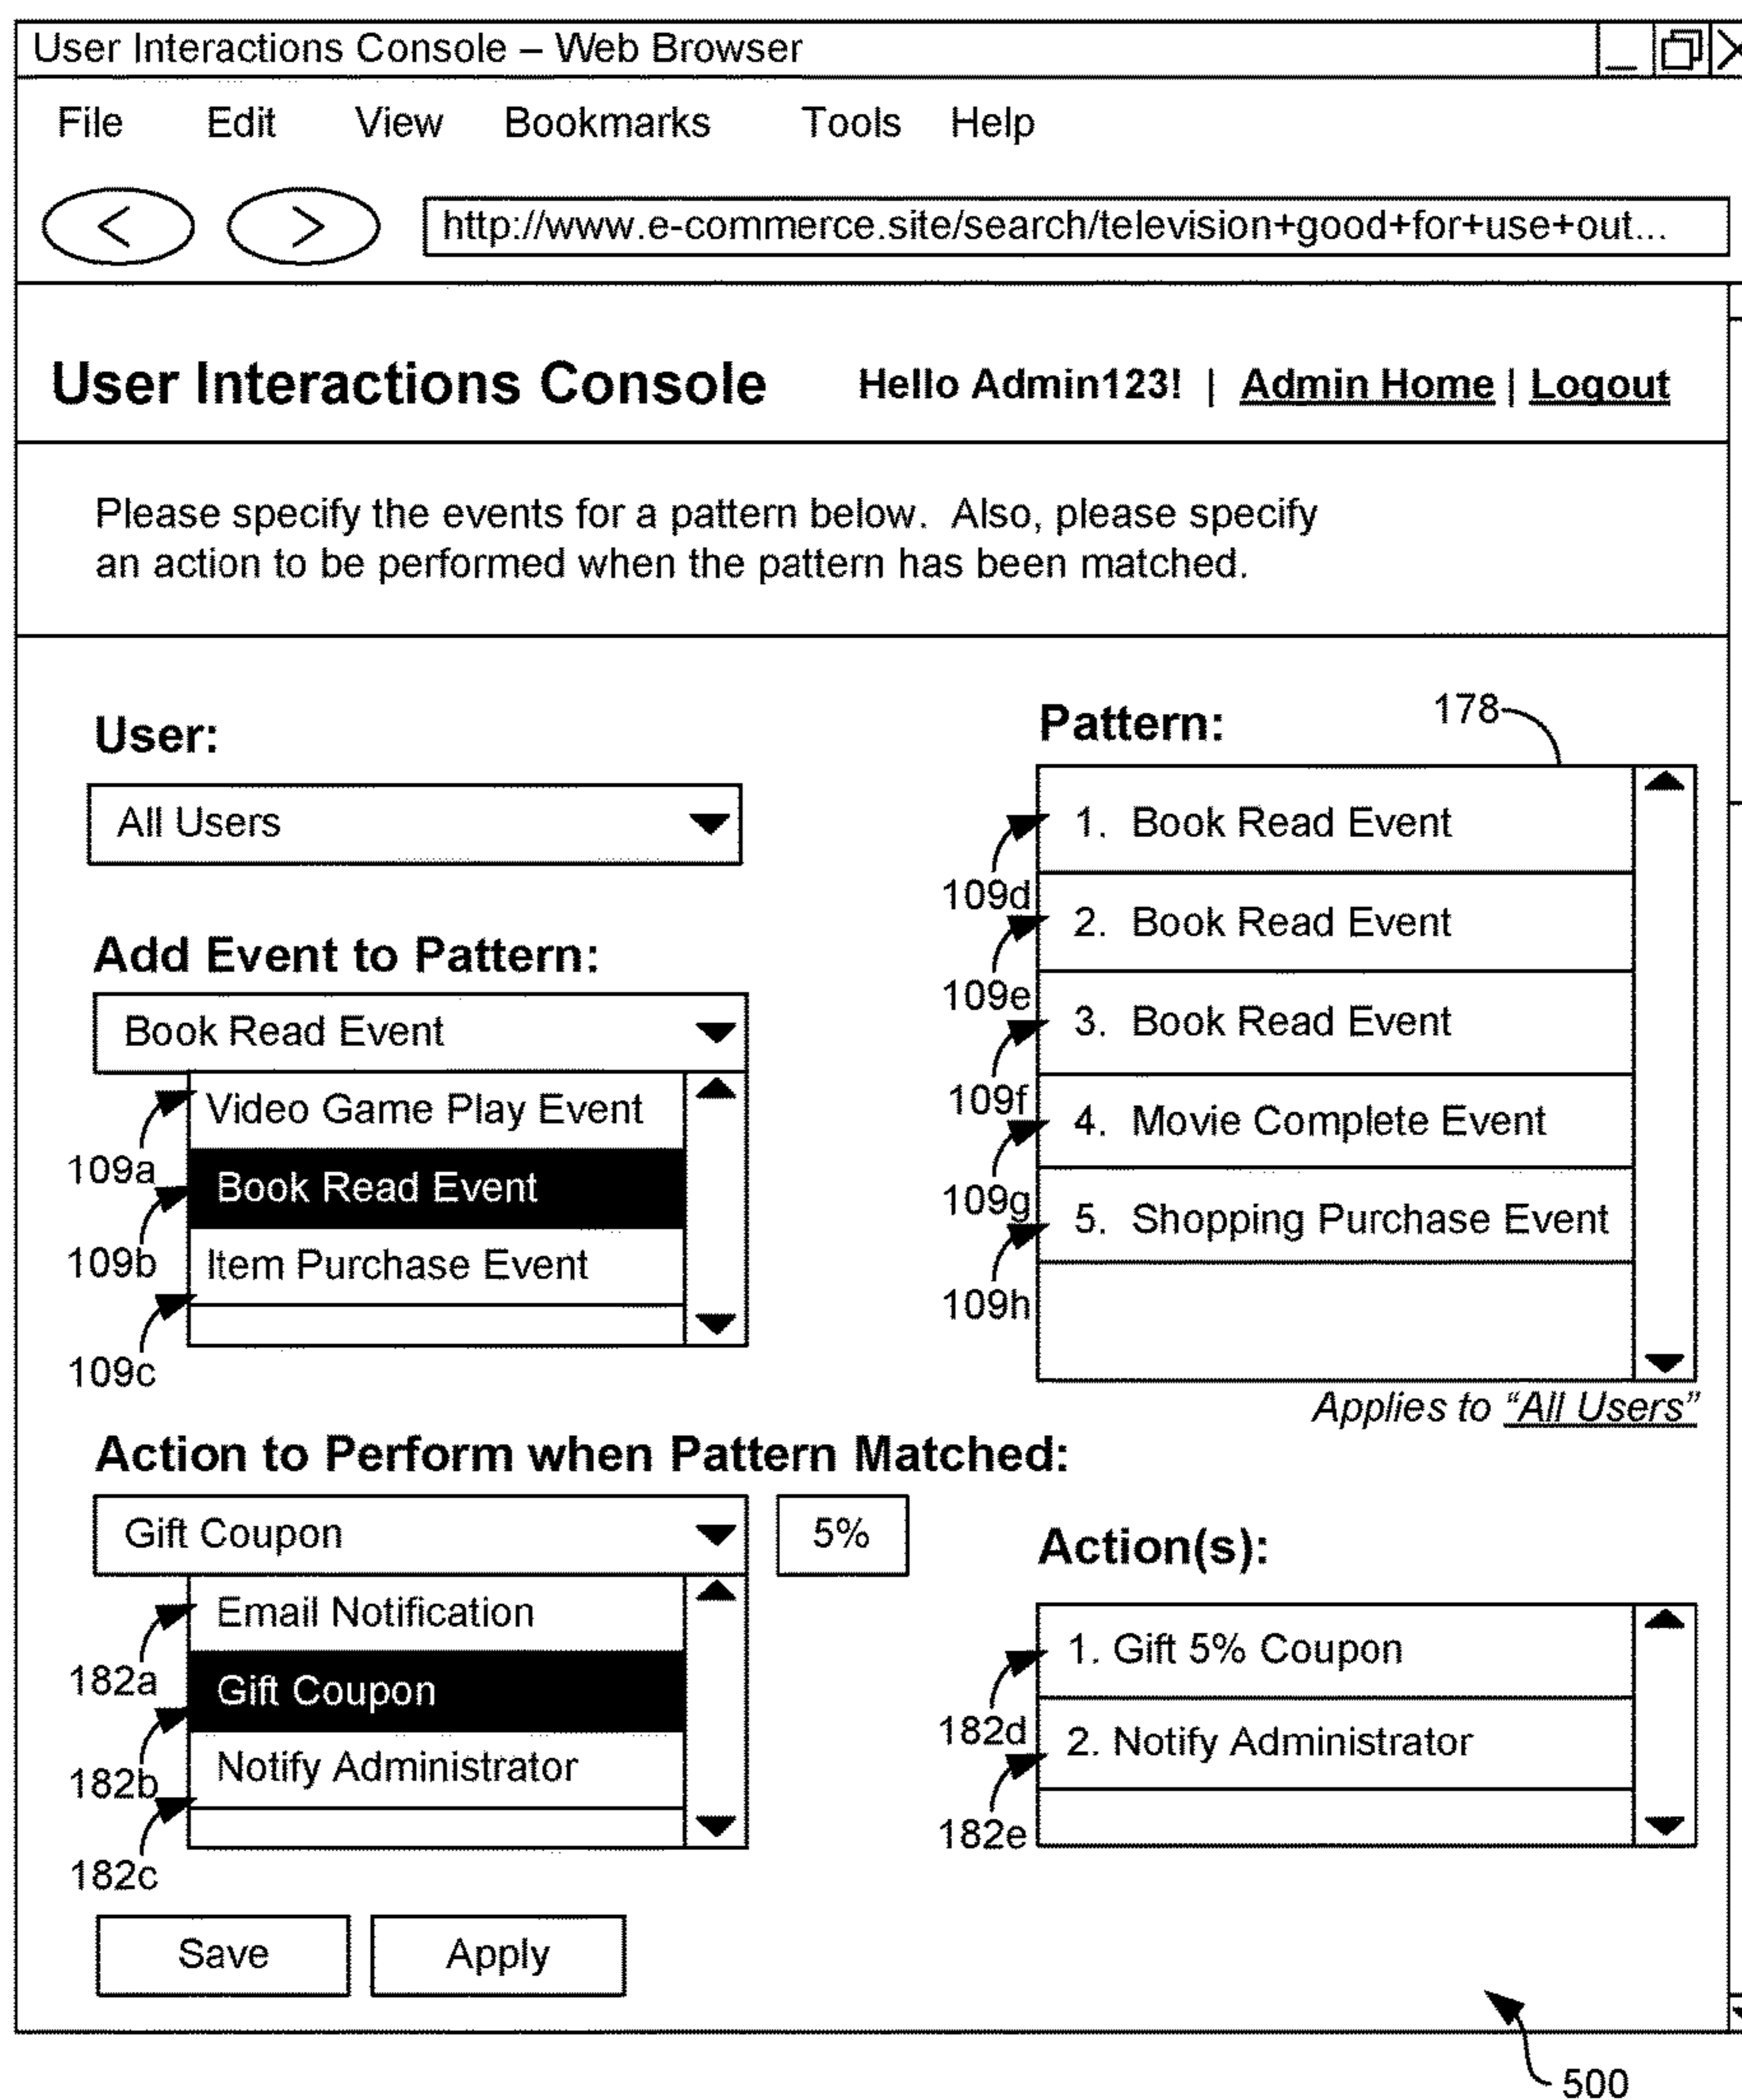 User Interactions Console – Web Browser
File Edit View Bookmarks Tools Help
< > http://www.e-commerce.site/search/television+good+for+use+out...
User Interactions Console Hello Admin123! | Admin Home | Logout
Please specify the events for a pattern below. Also, please specify
an action to be performed when the pattern has been matched.
User:
All Users
Add Event to Pattern:
Book Read Event
Video Game Play Event
109a
Book Read Event
109b
Item Purchase Event
109c
Pattern:
178
1. Book Read Event
109d
2. Book Read Event
109e
3. Book Read Event
109f
4. Movie Complete Event
109g
5. Shopping Purchase Event
109h
Applies to “All Users”
Action to Perform when Pattern Matched:
Gift Coupon 5%
Email Notification
182a
Gift Coupon
182b
Notify Administrator
182c
Action(s):
1. Gift 5% Coupon
182d
2. Notify Administrator
182e
Save Apply
500